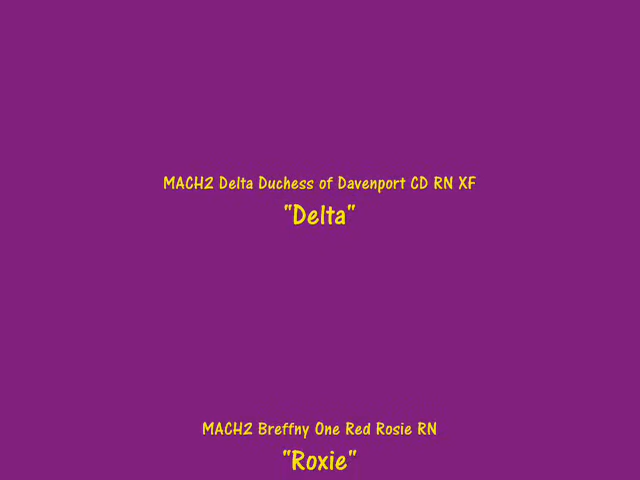 MACH2 Delta Duchess of Davenport CD RN XF
"Delta"
MACH2 Breffny One Red Rosie RN
"Roxie"